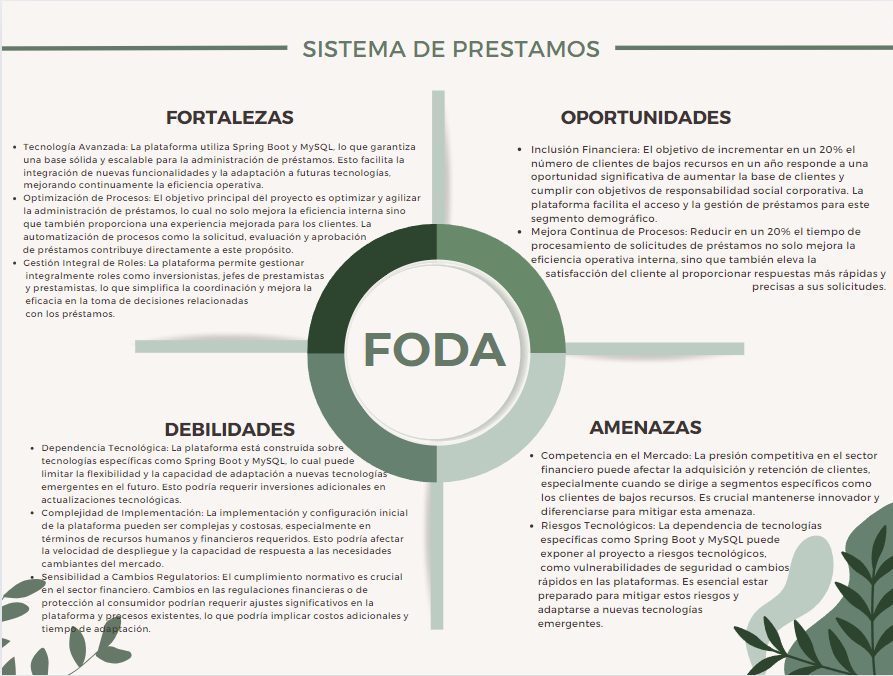 SISTEMA DE PRESTAMOS
FORTALEZAS
• Tecnología Avanzada: La plataforma utiliza Spring Boot y MySQL, lo que garantiza
una base sólida y escalable para la administración de préstamos. Esto facilita la
integración de nuevas funcionalidades y la adaptación a futuras tecnologías,
mejorando continuamente la eficiencia operativa.
• Optimización de Procesos: El objetivo principal del proyecto es optimizar y agilizar
la administración de préstamos, lo cual no solo mejora la eficiencia interna sino
que también proporciona una experiencia mejorada para los clientes. La
automatización de procesos como la solicitud, evaluación y aprobación
de préstamos contribuye directamente a este propósito.
• Gestión Integral de Roles: La plataforma permite gestionar
integralmente roles como inversionistas, jefes de prestamistas
y prestamistas, lo que simplifica la coordinación y mejora la
eficacia en la toma de decisiones relacionadas
con los préstamos.
OPORTUNIDADES
• Inclusión Financiera: El objetivo de incrementar en un 20% el
número de clientes de bajos recursos en un año responde a una
oportunidad significativa de aumentar la base de clientes y
cumplir con objetivos de responsabilidad social corporativa. La
plataforma facilita el acceso y la gestión de préstamos para este
segmento demográfico.
• Mejora Continua de Procesos: Reducir en un 20% el tiempo de
procesamiento de solicitudes de préstamos no solo mejora la
eficiencia operativa interna, sino que también eleva la
satisfacción del cliente al proporcionar respuestas más rápidas y
precisas a sus solicitudes.
FODA
DEBILIDADES
• Dependencia Tecnológica: La plataforma está construida sobre
tecnologías específicas como Spring Boot y MySQL, lo cual puede
limitar la flexibilidad y la capacidad de adaptación a nuevas tecnologías
emergentes en el futuro. Esto podría requerir inversiones adicionales en
actualizaciones tecnológicas.
• Complejidad de Implementación: La implementación y configuración inicial
de la plataforma pueden ser complejas y costosas, especialmente en
términos de recursos humanos y financieros requeridos. Esto podría afectar
la velocidad de despliegue y la capacidad de respuesta a las necesidades
cambiantes del mercado.
• Sensibilidad a Cambios Regulatorios: El cumplimiento normativo es crucial
en el sector financiero. Cambios en las regulaciones financieras o de
protección al consumidor podrían requerir ajustes significativos en la
plataforma y procesos existentes, lo que podría implicar costos adicionales y
tiempo de adaptación.
AMENAZAS
• Competencia en el Mercado: La presión competitiva en el sector
financiero puede afectar la adquisición y retención de clientes,
especialmente cuando se dirige a segmentos específicos como
los clientes de bajos recursos. Es crucial mantenerse innovador y
diferenciarse para mitigar esta amenaza.
• Riesgos Tecnológicos: La dependencia de tecnologías
específicas como Spring Boot y MySQL puede
exponer al proyecto a riesgos tecnológicos,
como vulnerabilidades de seguridad o cambios
rápidos en las plataformas. Es esencial estar
preparado para mitigar estos riesgos y
adaptarse a nuevas tecnologías
emergentes.